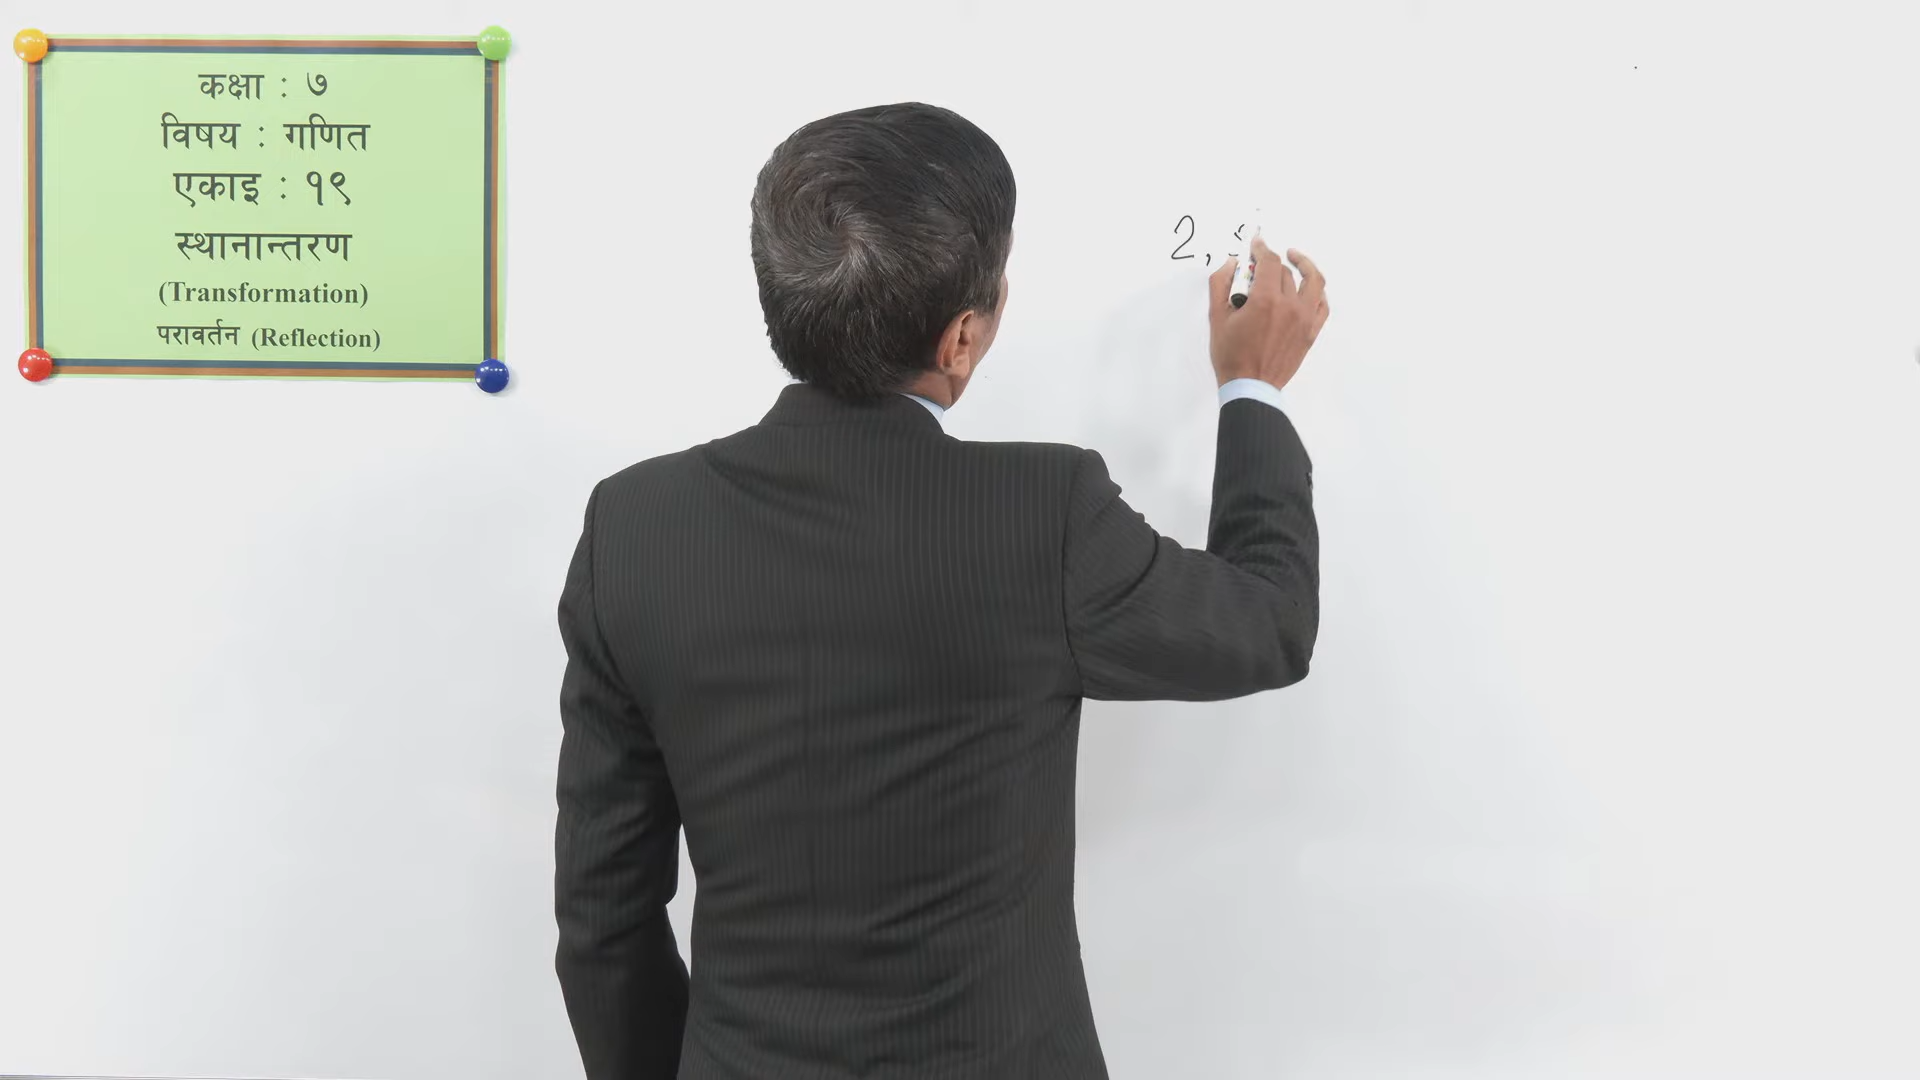 कक्षा : ७
विषय : गणित
एकाइ : १९
स्थानान्तरण
(Transformation)
परावर्तन (Reflection)
2,